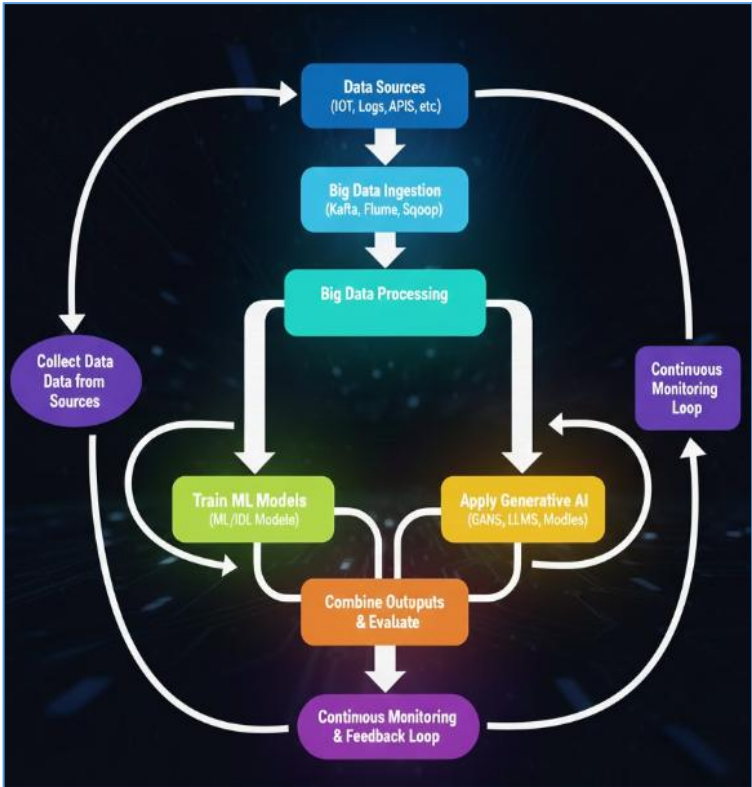 Data Sources
(IOT, Logs, APIS, etc)
Big Data Ingestion
(Kafta, Flume, Sqoop)
Big Data Processing
Collect Data
Data from
Sources
Continuous
Monitoring
Loop
Train ML Models
(ML/IDL Modele)
Apply Generative AI
(GANS, LLMS, Modles)
Combine Outoputs
& Evaluate
Contimous Monitoring
& Feedback Loop